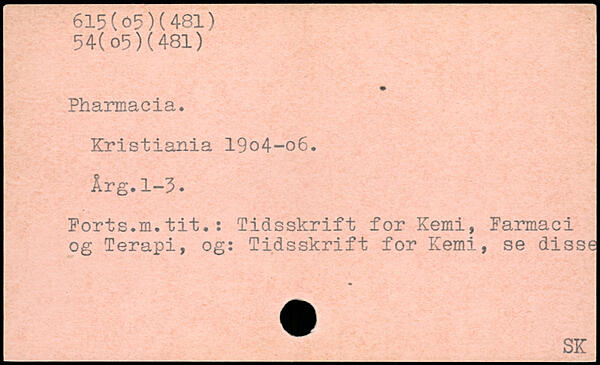 615(o5)(481)
54(o5)(481)
Pharmacia.
Kristiania 19o4-o6.
Årg.1-3.
Forts.m.tit.: Tidsskrift for Kemi, Farmaci
og Terapi, og: Tidsskrift for Kemi, se disse
SK